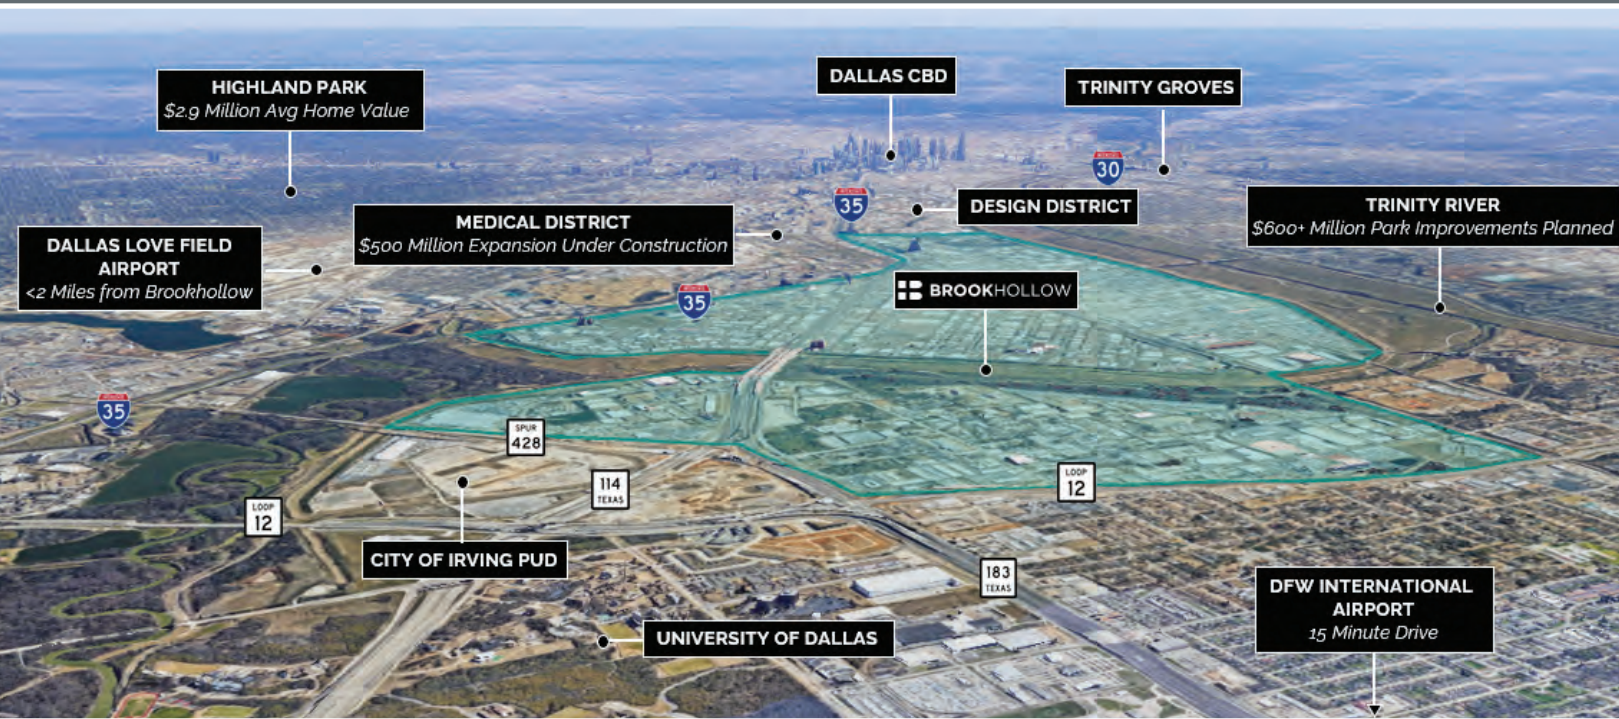 DALLAS CBD
HIGHLAND PARK
$2.9 Million Avg Home Value
TRINITY GROVES
30
35
DESIGN DISTRICT
TRINITY RIVER
$600+ Million Park Improvements Planned
MEDICAL DISTRICT
$500 Million Expansion Under Construction
DALLAS LOVE FIELD
AIRPORT
<2 Miles from Brookhollow
BROOKHOLLOW
35
35
SPUR
428
LOOP
12
114
TEXAS
LOOP
12
CITY OF IRVING PUD
183
TEXAS
DFW INTERNATIONAL
AIRPORT
15 Minute Drive
UNIVERSITY OF DALLAS